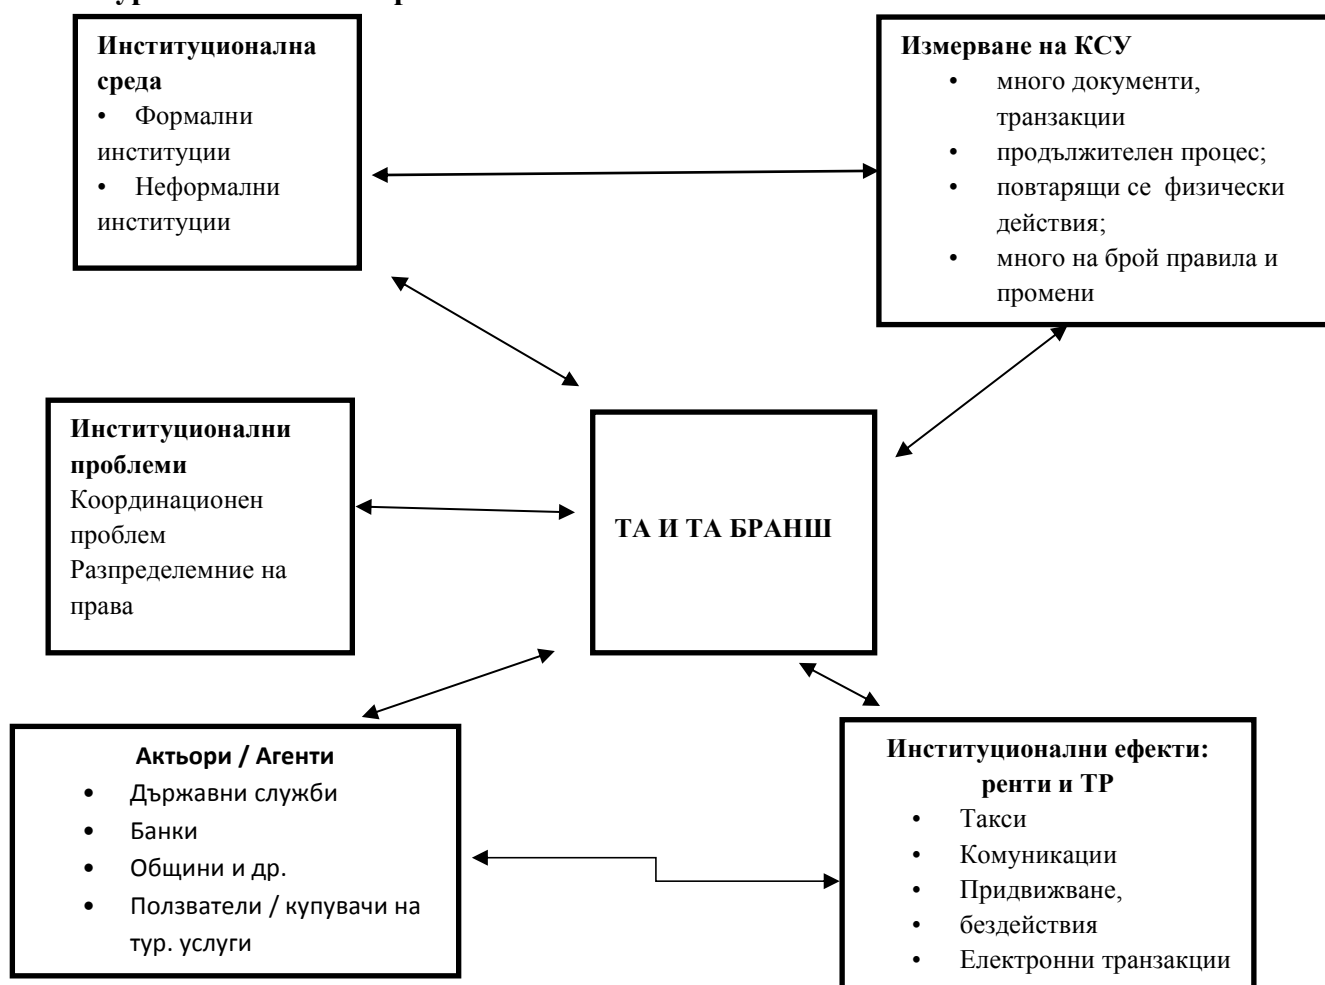 Институционална
среда
• Формални
институции
• Неформални
институции
Измерване на КСУ
• много документи,
транзакции
• продължителен процес;
• повтарящи се физически
действия;
• много на брой правила и
промени
Институционални
проблеми
Координационен
проблем
Разпределемние на
права
ТА И ТА БРАНШ
Актьори / Агенти
• Държавни служби
• Банки
• Общини и др.
• Ползватели / купувачи на
тур. услуги
Институционални ефекти:
ренти и ТР
• Такси
• Комуникации
• Придвижване,
• бездействия
• Електронни транзакции